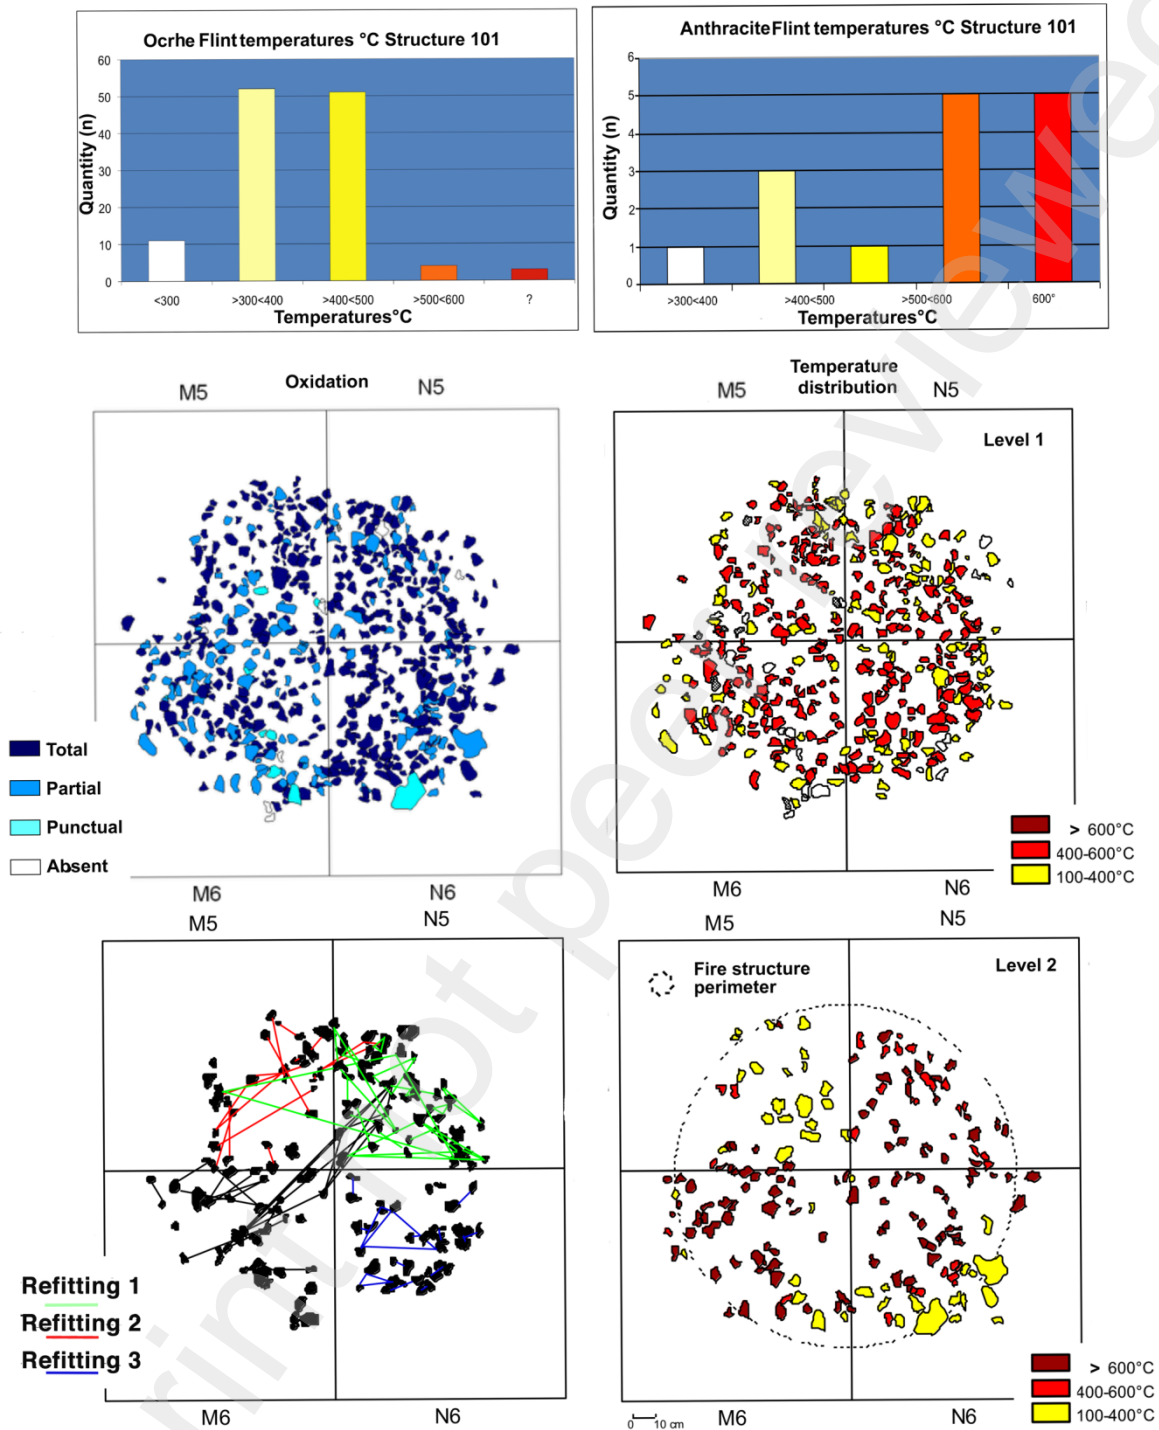 Ocrhe Flint temperatures °C Structure 101
Quantity (n)
60
50
40
30
20
10
0
<300
>300<400
>400<500
>500<600
?
Temperatures°C
Anthracite Flint temperatures °C Structure 101
Quantity (n)
6
5
4
3
2
1
0
>300<400
>400<500
>500<600
600°
Temperatures°C
M5
Oxidation
N5
Total
Partial
Punctual
Absent
M6
N6
Temperature
distribution
M5
N5
Level 1
> 600°C
400-600°C
100-400°C
M6
N6
M5
N5
Refitting 1
Refitting 2
Refitting 3
M6
N6
M5
N5
Fire structure
perimeter
Level 2
> 600°C
400-600°C
100-400°C
0 10 cm
M6
N6
rint not peer reviewed